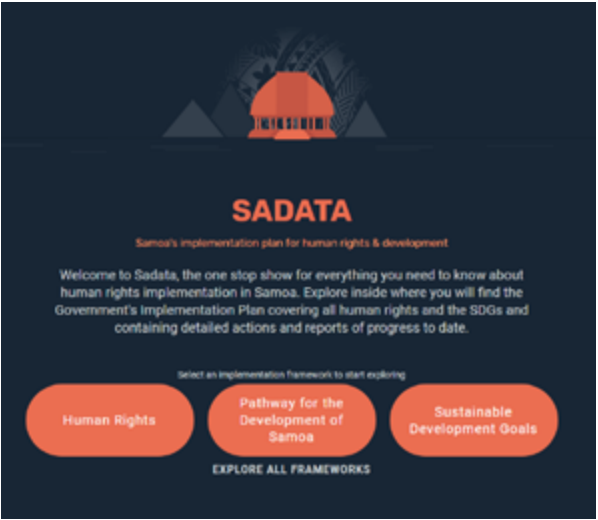 SADATA
Samoa's implementation plan for human rights & development
Welcome to Sadata, the one stop show for everything you need to know about
human rights implementation in Samoa. Explore inside where you will find the
Government's Implementation Plan covering all human rights and the SDGs and
containing detailed actions and reports of progress to date.
Select an implementation framework to start exploring
Human Rights
Pathway for the
Development of
Samoa
Sustainable
Development Goals
EXPLORE ALL FRAMEWORKS